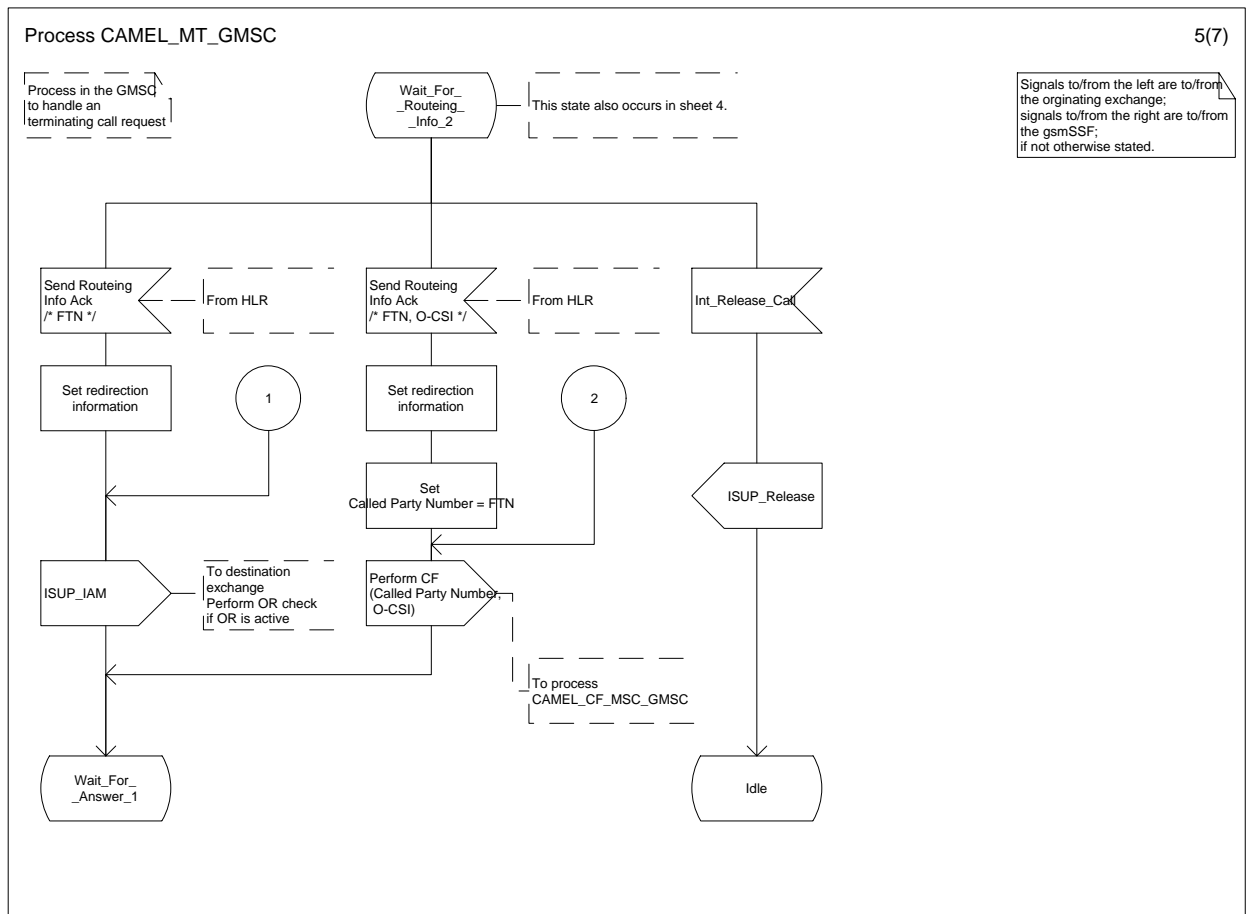 Process CAMEL_MT_GMSC
5(7)
Process in the GMSC
to handle an
terminating call request
Wait_For_
_Routeing_
_Info_2
This state also occurs in sheet 4.
Signals to/from the left are to/from
the orginating exchange;
signals to/from the right are to/from
the gsmSSF;
if not otherwise stated.
Send Routeing
Info Ack
/* FTN */
From HLR
Send Routeing
Info Ack
/* FTN, O-CSI */
From HLR
Int_Release_Call
Set redirection
information
1
Set redirection
information
2
Set
Called Party Number = FTN
ISUP_Release
ISUP_IAM
To destination
exchange
Perform OR check
if OR is active
Perform CF
(Called Party Number,
O-CSI)
To process
CAMEL_CF_MSC_GMSC
Wait_For_
_Answer_1
Idle